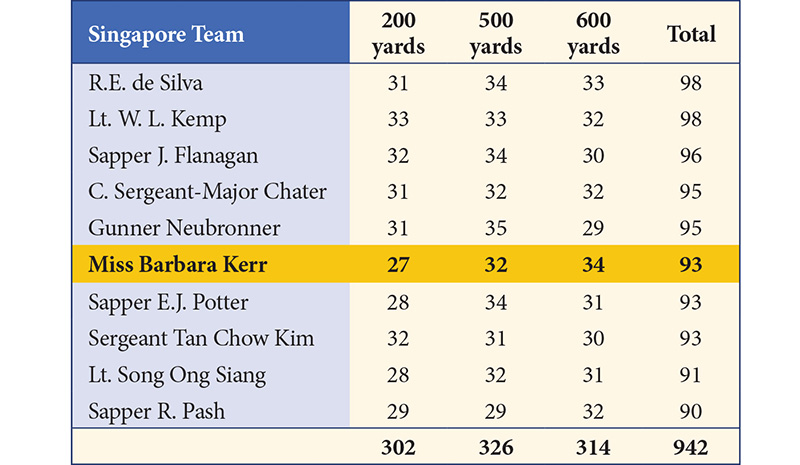 Singapore Team 200 yards 500 yards 600 yards Total
R.E. de Silva 31 34 33 98
Lt. W. L. Kemp 33 33 32 98
Sapper J. Flanagan 32 34 30 96
C. Sergeant-Major Chater 31 32 32 95
Gunner Neubronner 31 35 29 95
Miss Barbara Kerr 27 32 34 93
Sapper E.J. Potter 28 34 31 93
Sergeant Tan Chow Kim 32 31 30 93
Lt. Song Ong Siang 28 32 31 91
Sapper R. Pash 29 29 32 90
302 326 314 942